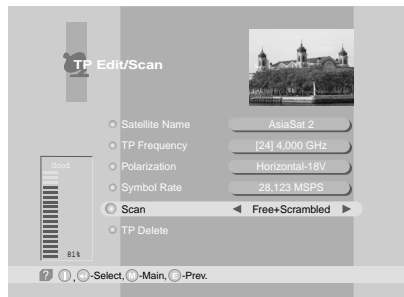 TP Edit/Scan
Satellite Name AsiaSat 2
TP Frequency [24] 4,000 GHz
Polarization Horizontal-18V
Symbol Rate 28,123 MSPS
Scan Free+Scrambled
TP Delete
Good
81%
? i, -Select, M-Main, E-Prev.